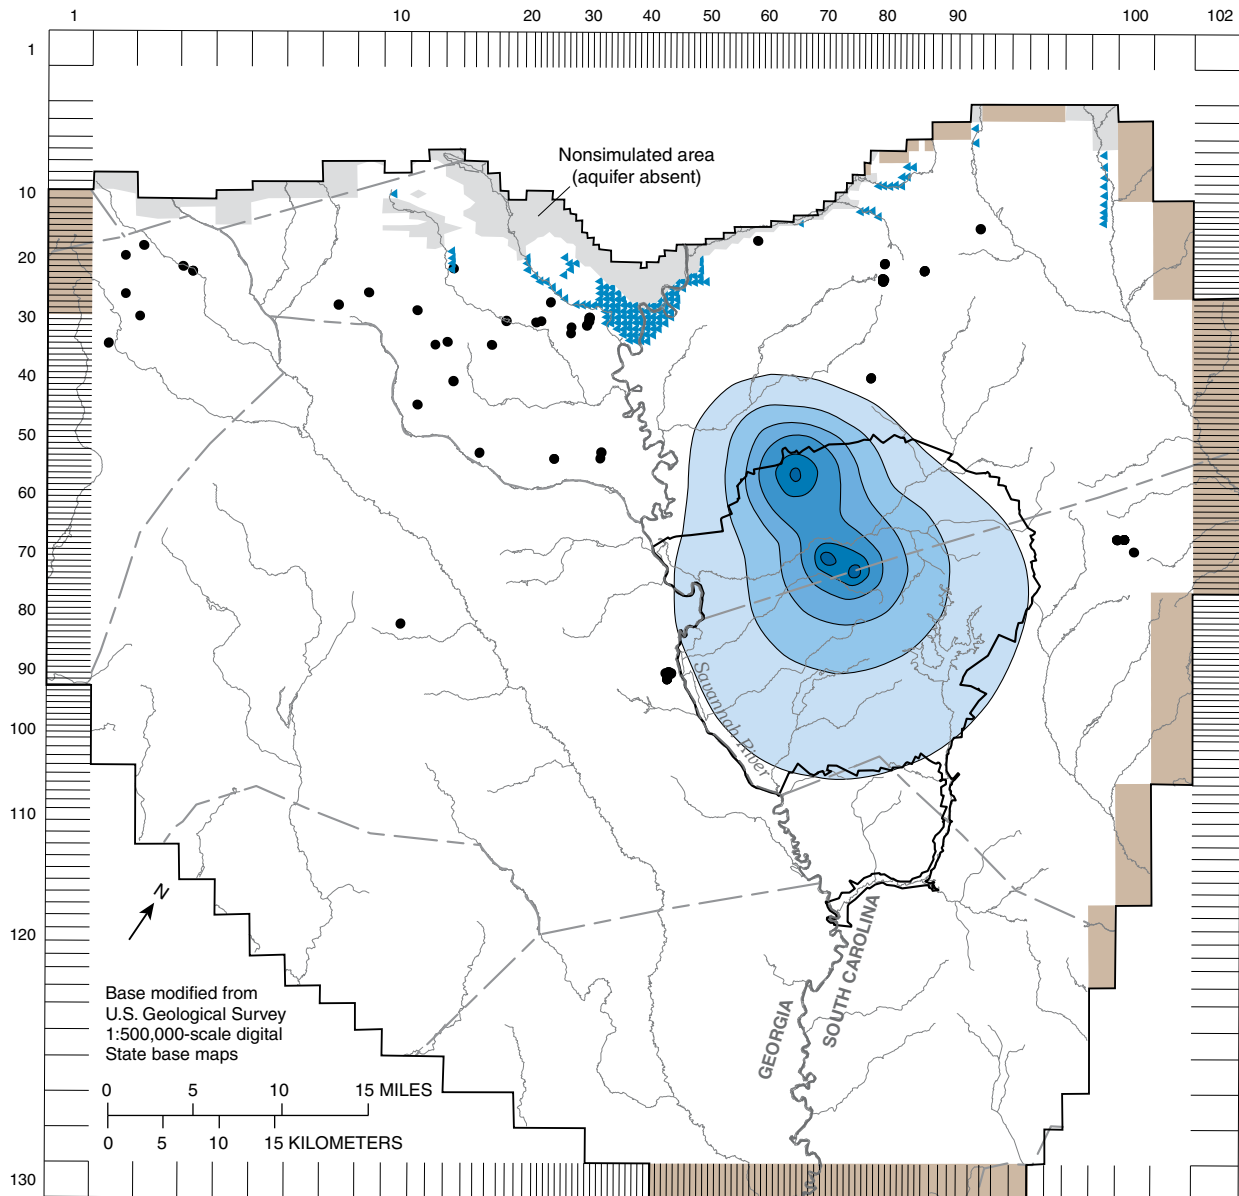 1 10 20 30 40 50 60 70 80 90 100 102
1
Nonsimulated area
(aquifer absent)
10
20
30
40
50
60
70
80
90
Savannah River
100
110
N
120
SOUTH CAROLINA
GEORGIA
Base modified from
U.S. Geological Survey
1:500,000-scale digital
State base maps
0 5 10 15 MILES
0 5 10 15 KILOMETERS
130